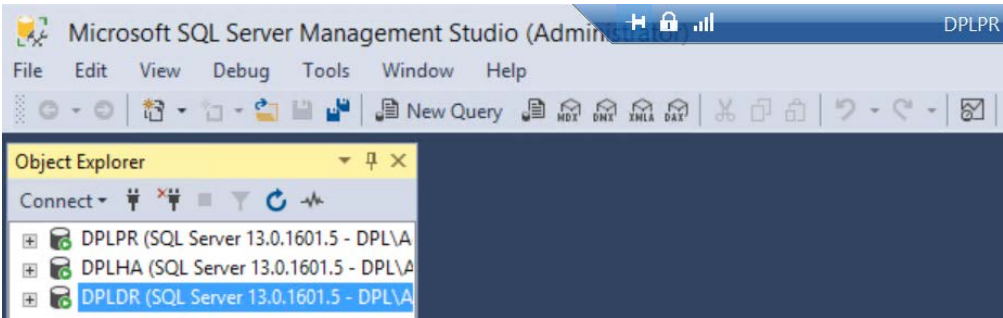 Microsoft SQL Server Management Studio (Administrator)
DPLPR
File Edit View Debug Tools Window Help
New Query MDX DMX XMLA DAX
Object Explorer
Connect
DPLPR (SQL Server 13.0.1601.5 - DPL\A
DPLHA (SQL Server 13.0.1601.5 - DPL\A
DPLDR (SQL Server 13.0.1601.5 - DPL\A